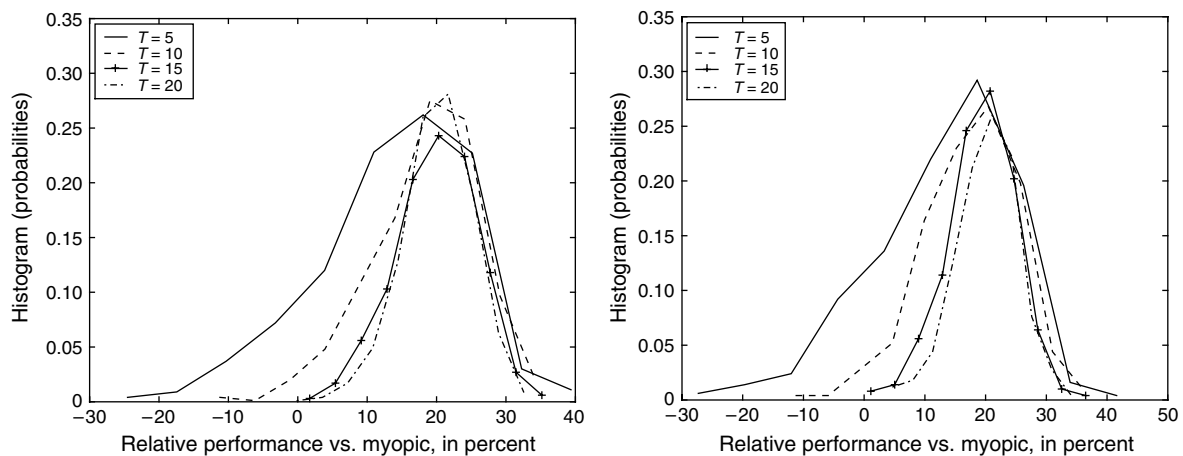 0.35
0.30
0.25
0.20
0.15
0.10
0.05
0
Histogram (probabilities)
T = 5
T = 10
T = 15
T = 20
−30 −20 −10 0 10 20 30 40
Relative performance vs. myopic, in percent
0.35
0.30
0.25
0.20
0.15
0.10
0.05
0
Histogram (probabilities)
T = 5
T = 10
T = 15
T = 20
−30 −20 −10 0 10 20 30 40 50
Relative performance vs. myopic, in percent